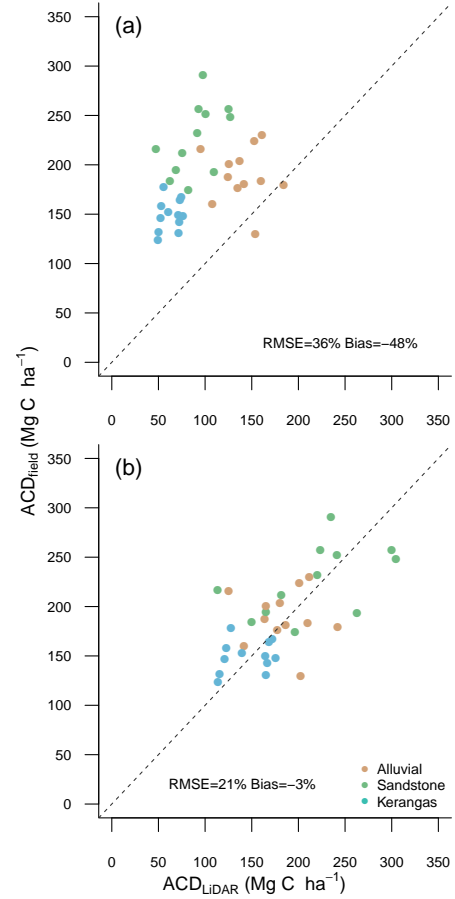 (a)
350
300
250
200
150
100
50
0
RMSE=36% Bias=−48%
0 50 100 150 200 250 300 350
ACDfield (Mg C ha−1)
(b)
350
300
250
200
150
100
50
0
Alluvial
RMSE=21% Bias=−3%
Sandstone
Kerangas
0 50 100 150 200 250 300 350
ACDLiDAR (Mg C ha−1)